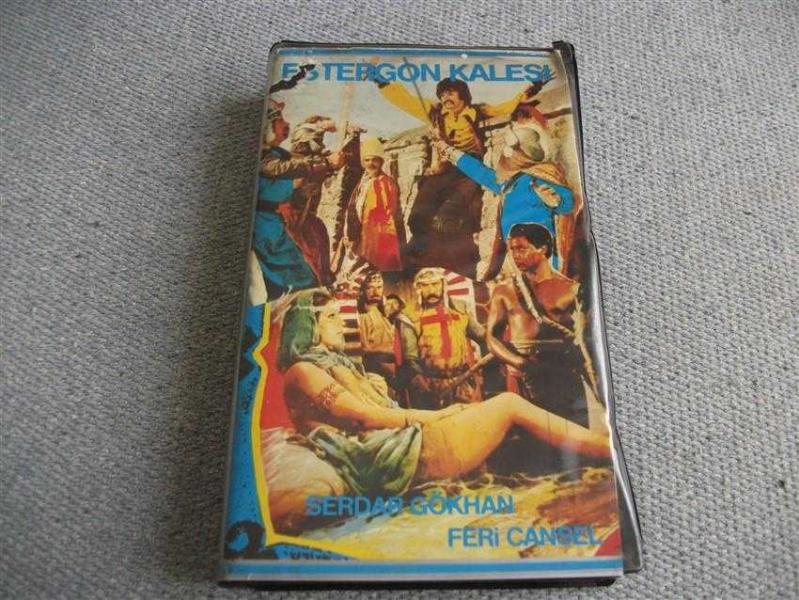 ESTERGON KALESİ
SERDAR GÖKHAN
FERİ CANSEL